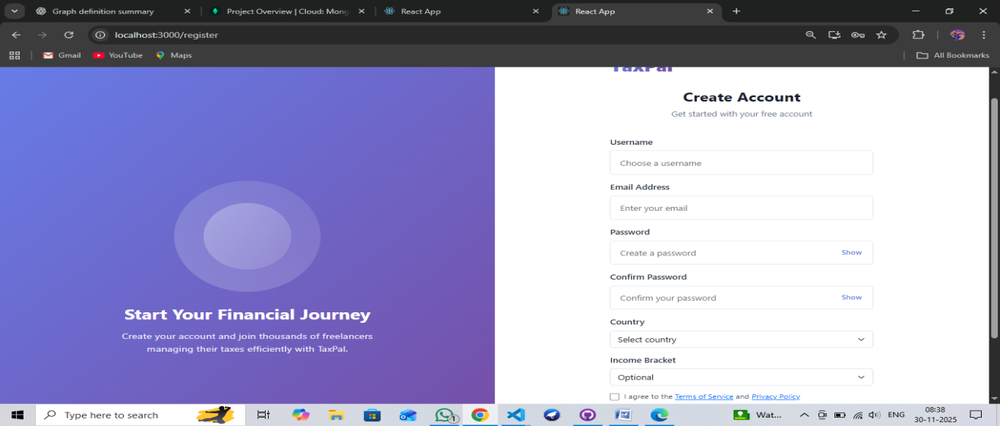 Graph definition summary
Project Overview | Cloud: Mong
React App
React App
localhost:3000/register
Gmail
YouTube
Maps
All Bookmarks
TaxPal
Create Account
Get started with your free account
Username
Choose a username
Email Address
Enter your email
Password
Create a password
Show
Confirm Password
Confirm your password
Show
Country
Select country
Income Bracket
Optional
I agree to the Terms of Service and Privacy Policy
Start Your Financial Journey
Create your account and join thousands of freelancers
managing their taxes efficiently with TaxPal.
Type here to search
1
Wat...
ENG
08:38
30-11-2025